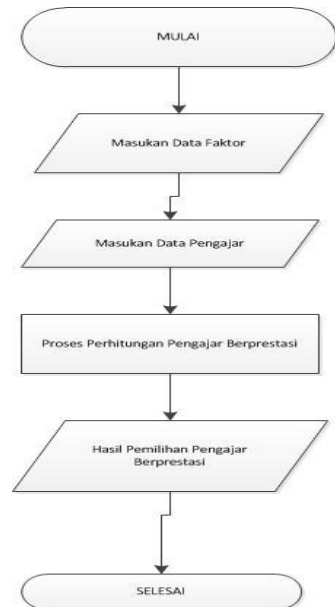 MULAI
Masukan Data Faktor
Masukan Data Pengajar
Proses Perhitungan Pengajar Berprestasi
Hasil Pemilihan Pengajar
Berprestasi
SELESAI